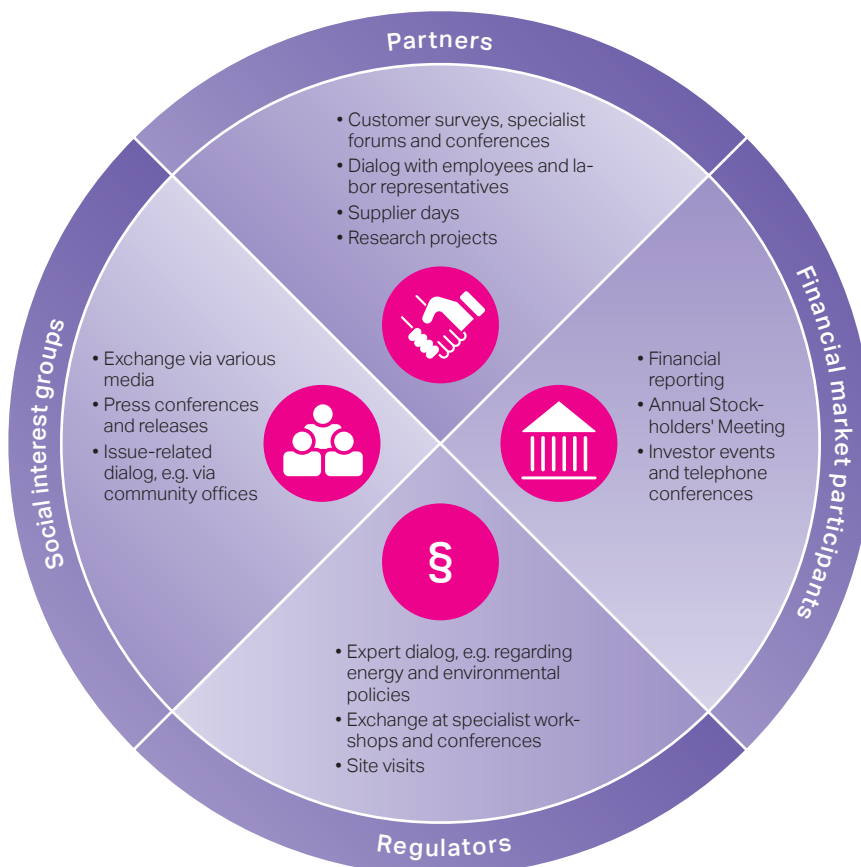 Partners
• Customer surveys, specialist
forums and conferences
• Dialog with employees and la-
bor representatives
• Supplier days
• Research projects
Financial market participants
• Financial
reporting
• Annual Stock-
holders' Meeting
• Investor events
and telephone
conferences
Social interest groups
• Exchange via various
media
• Press conferences
and releases
• Issue-related
dialog, e.g. via
community offices
§
• Expert dialog, e.g. regarding
energy and environmental
policies
• Exchange at specialist work-
shops and conferences
• Site visits
Regulators